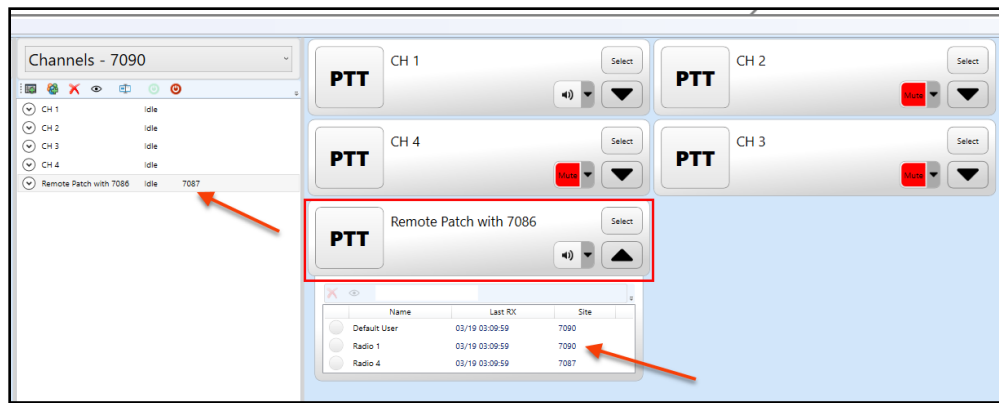 Channels - 7090
CH 1 Idle
CH 2 Idle
CH 3 Idle
CH 4 Idle
Remote Patch with 7086 Idle 7087
PTT CH 1 Select
PTT CH 2 Select
Mute
PTT CH 4 Select
Mute
PTT CH 3 Select
Mute
PTT Remote Patch with 7086 Select
Name Last RX Site
Default User 03/19 03:09:59 7090
Radio 1 03/19 03:09:59 7090
Radio 4 03/19 03:09:59 7087